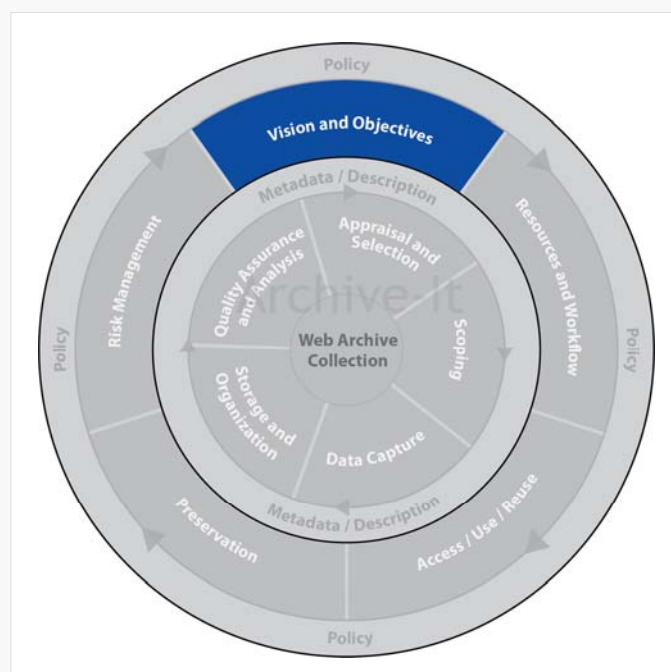 Policy
Vision and Objectives
Metadata / Description
Appraisal and
Selection
Quality Assurance
and Analysis
Resources and Workflow
Risk Management
Archive-It
Web Archive
Collection
Scoping
Policy
Policy
Storage and
Organization
Data Capture
Metadata / Description
Preservation
Access / Use / Reuse
Policy